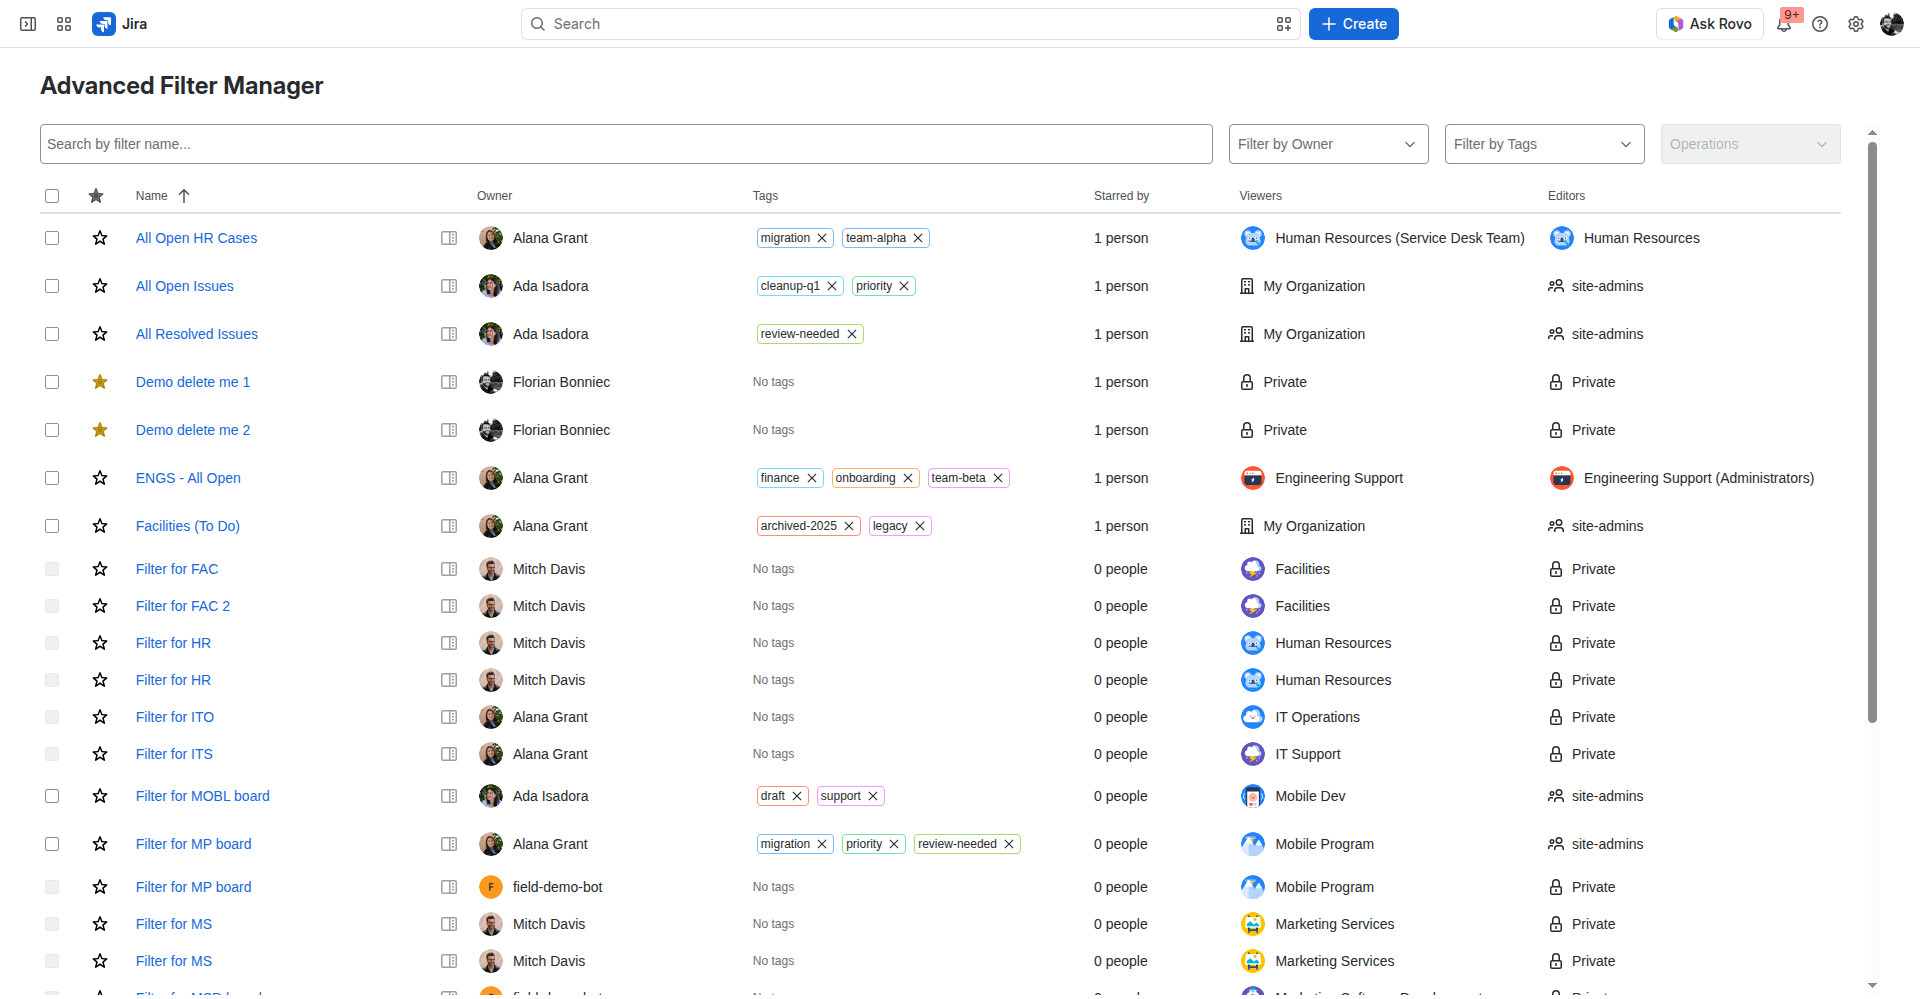 Jira
Search
Create
Ask Rovo
9+
Advanced Filter Manager
Search by filter name...
Filter by Owner
Filter by Tags
Operations
Name Owner Tags Starred by Viewers Editors
All Open HR Cases Alana Grant migration team-alpha 1 person Human Resources (Service Desk Team) Human Resources
All Open Issues Ada Isadora cleanup-q1 priority 1 person My Organization site-admins
All Resolved Issues Ada Isadora review-needed 1 person My Organization site-admins
Demo delete me 1 Florian Bonniec No tags 1 person Private Private
Demo delete me 2 Florian Bonniec No tags 1 person Private Private
ENGS - All Open Alana Grant finance onboarding team-beta 1 person Engineering Support Engineering Support (Administrators)
Facilities (To Do) Alana Grant archived-2025 legacy 1 person My Organization site-admins
Filter for FAC Mitch Davis No tags 0 people Facilities Private
Filter for FAC 2 Mitch Davis No tags 0 people Facilities Private
Filter for HR Mitch Davis No tags 0 people Human Resources Private
Filter for HR Mitch Davis No tags 0 people Human Resources Private
Filter for ITO Alana Grant No tags 0 people IT Operations Private
Filter for ITS Alana Grant No tags 0 people IT Support Private
Filter for MOBL board Ada Isadora draft support 0 people Mobile Dev site-admins
Filter for MP board Alana Grant migration priority review-needed 0 people Mobile Program site-admins
Filter for MP board F field-demo-bot No tags 0 people Mobile Program Private
Filter for MS Mitch Davis No tags 0 people Marketing Services Private
Filter for MS Mitch Davis No tags 0 people Marketing Services Private